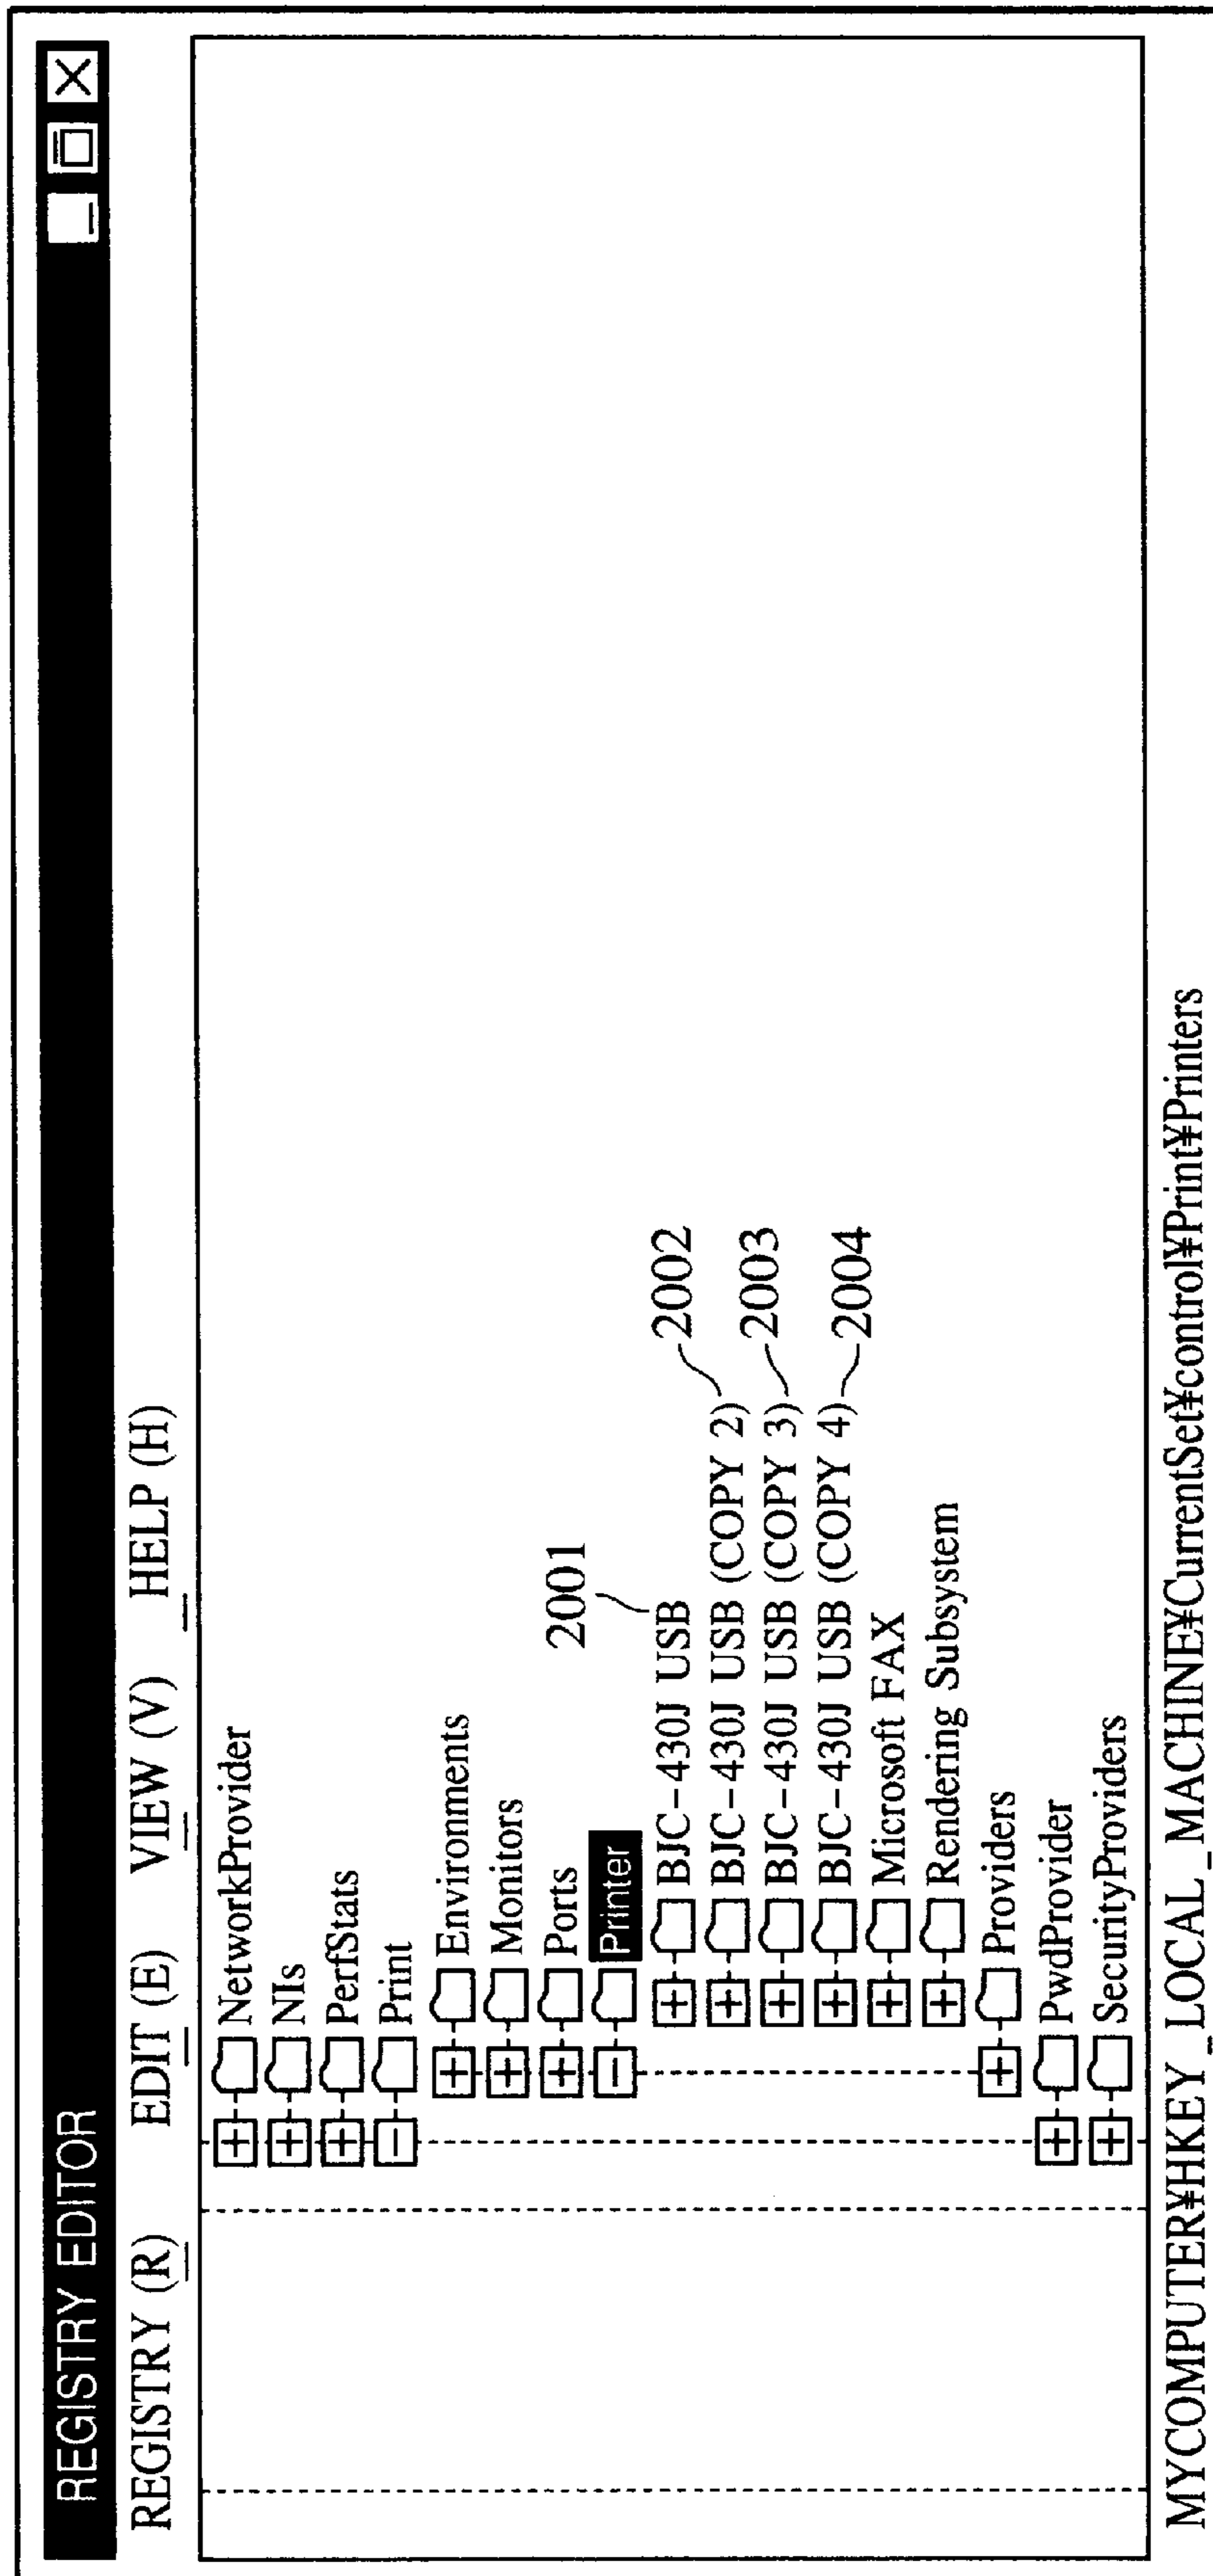 REGISTRY EDITOR
REGISTRY (R) EDIT (E) VIEW (V) HELP (H)
NetworkProvider
NIs
PerfStats
Print
Environments
Monitors
Ports
Printer
2001
BJC-430J USB
2002
BJC-430J USB (COPY 2)
2003
BJC-430J USB (COPY 3)
2004
BJC-430J USB (COPY 4)
Microsoft FAX
Rendering Subsystem
Providers
PwdProvider
SecurityProviders
MYCOMPUTER¥HKEY_LOCAL_MACHINE¥CurrentSet¥control¥Print¥Printers